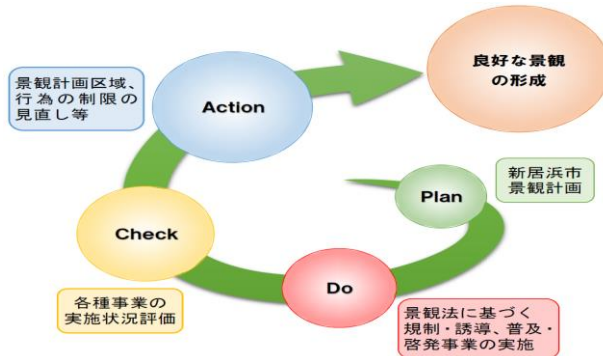 良好な景観
の形成
景観計画区域、
行為の制限の
見直し等
Action
Plan
新居浜市
景観計画
Check
Do
各種事業の
実施状況評価
景観法に基づく
規制・誘導、普及・
啓発事業の実施